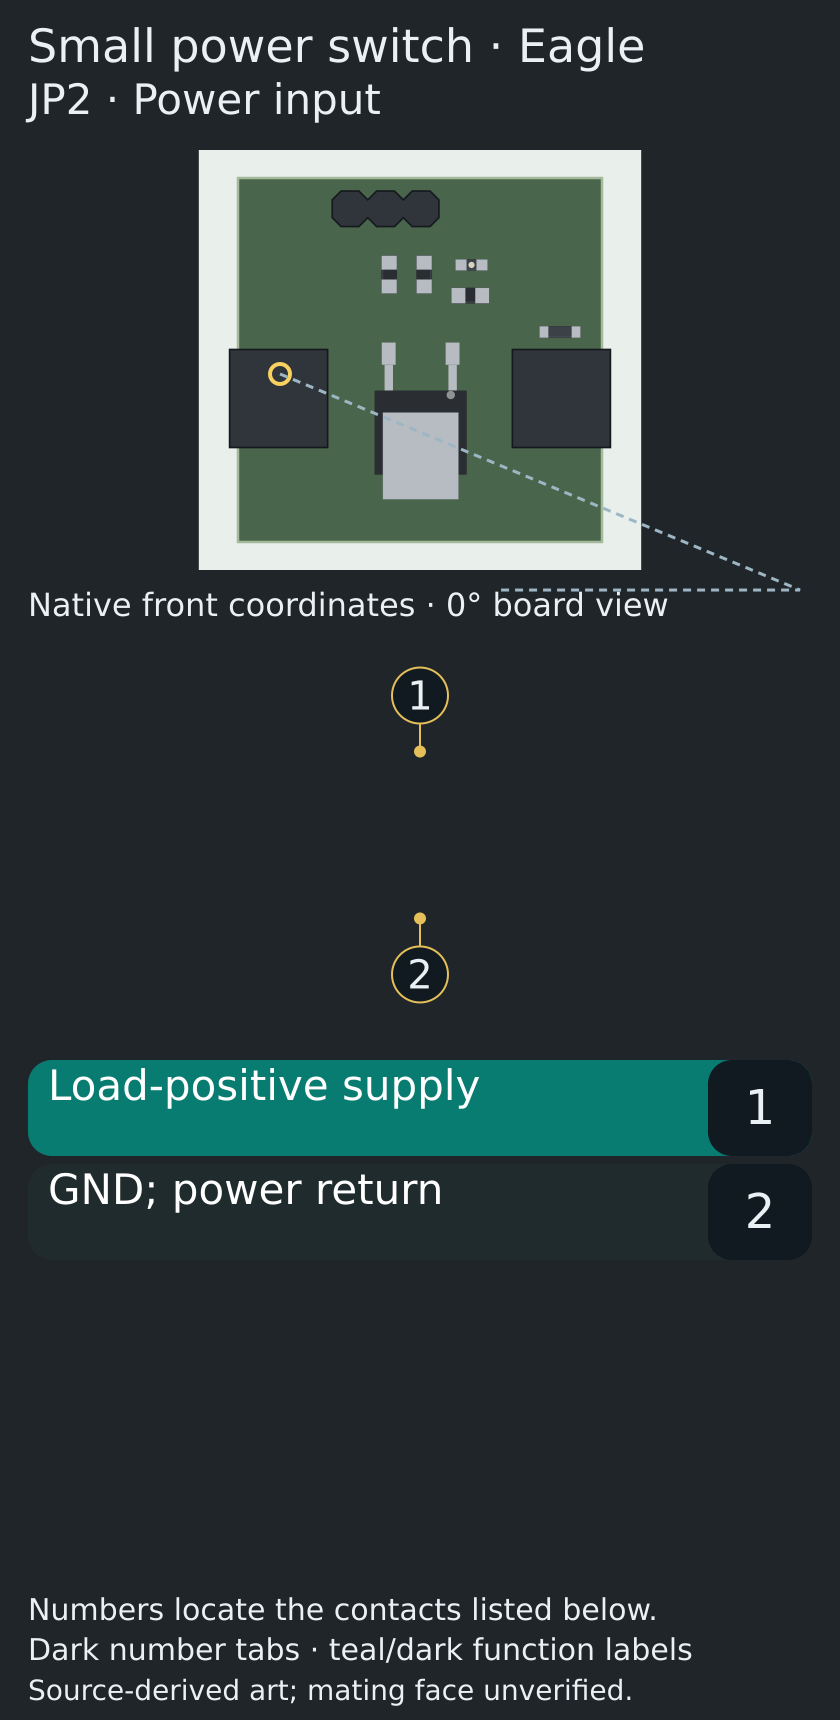 Small power switch · Eagle
JP2 · Power input
Native front coordinates · 0° board view
1
2
Load-positive supply 1
GND; power return 2
Numbers locate the contacts listed below.
Dark number tabs · teal/dark function labels
Source-derived art; mating face unverified.